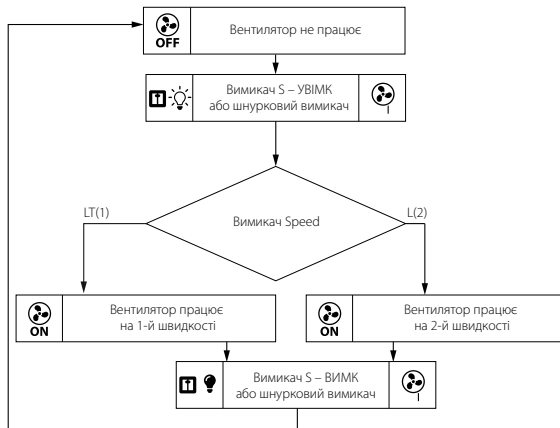 OFF
Вентилятор не працює
Вимикач S – УВІМК
або шнурковий вимикач
LT(1)
Вимикач Speed
L(2)
ON
Вентилятор працює
на 1-й швидкості
ON
Вентилятор працює
на 2-й швидкості
Вимикач S – ВИМК
або шнурковий вимикач